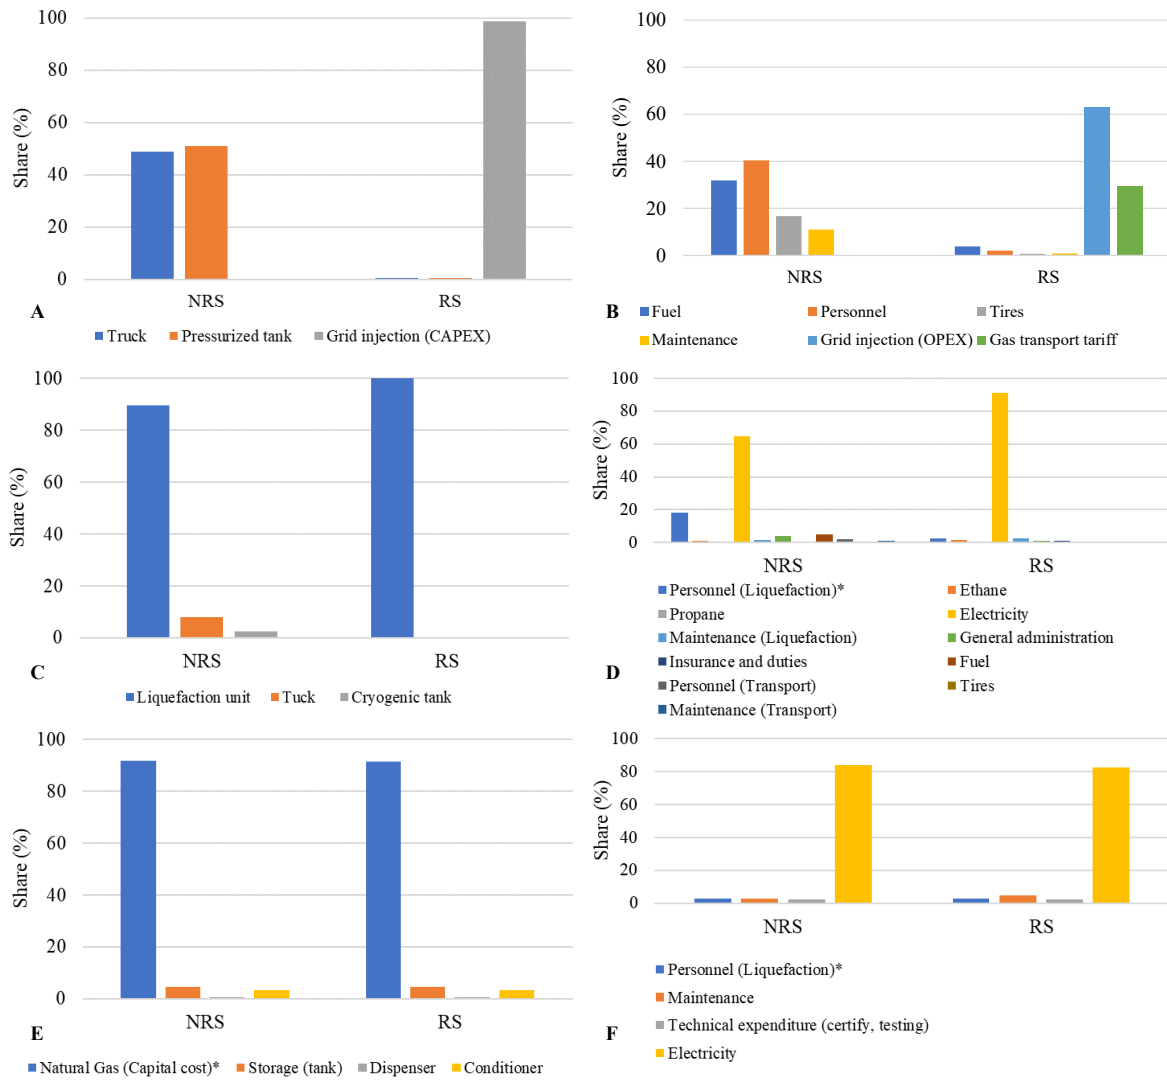 100
80
60
40
20
0
Share (%)
NRS
RS
A
Truck
Pressurized tank
Grid injection (CAPEX)
100
80
60
40
20
0
Share (%)
NRS
RS
B
Fuel
Personnel
Tires
Maintenance
Grid injection (OPEX)
Gas transport tariff
100
80
60
40
20
0
Share (%)
NRS
RS
C
Liquefaction unit
Tuck
Cryogenic tank
100
80
60
40
20
0
Share (%)
NRS
RS
D
Personnel (Liquefaction)*
Ethane
Propane
Electricity
Maintenance (Liquefaction)
General administration
Insurance and duties
Fuel
Personnel (Transport)
Tires
Maintenance (Transport)
100
80
60
40
20
0
Share (%)
NRS
RS
E
Natural Gas (Capital cost)*
Storage (tank)
Dispenser
Conditioner
100
80
60
40
20
0
Share (%)
NRS
RS
F
Personnel (Liquefaction)*
Maintenance
Technical expenditure (certify, testing)
Electricity